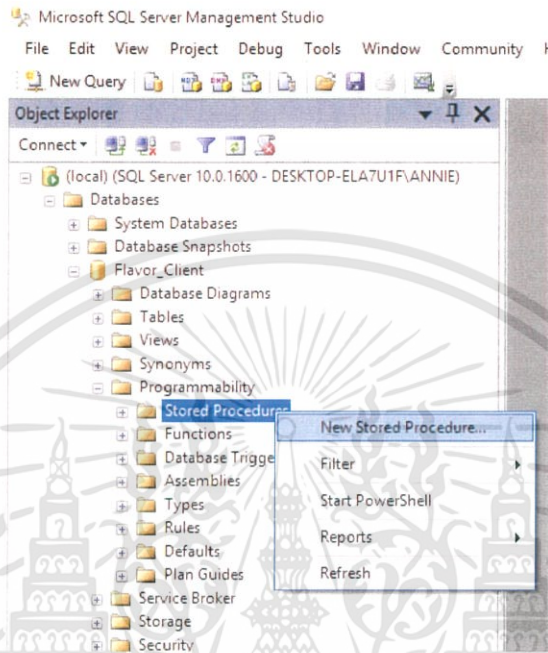 Microsoft SQL Server Management Studio
File Edit View Project Debug Tools Window Community
New Query
Object Explorer
Connect
(local) (SQL Server 10.0.1600 - DESKTOP-ELA7U1F\ANNIE)
Databases
System Databases
Database Snapshots
Flavor_Client
Database Diagrams
Tables
Views
Synonyms
Programmability
Stored Procedures
New Stored Procedure...
Functions
Database Trigge
Filter
Assemblies
Start PowerShell
Types
Rules
Reports
Defaults
Plan Guides
Refresh
Service Broker
Storage
Security